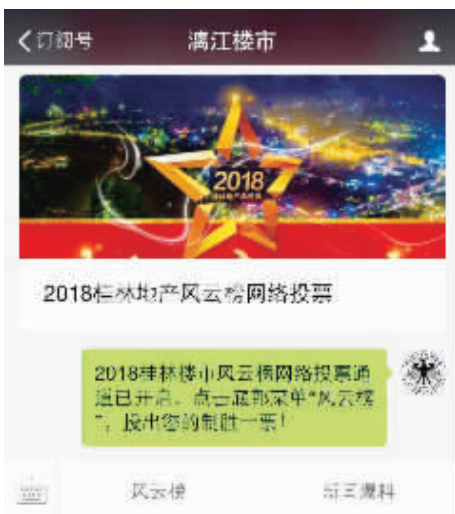 订阅号
漓江楼市
2018
2018桂林地产风云榜网络投票
2018桂林楼市风云榜网络投票通
道已开启。点击底部菜单“风云榜
”，投出您的制胜一票！
风云榜
爆料